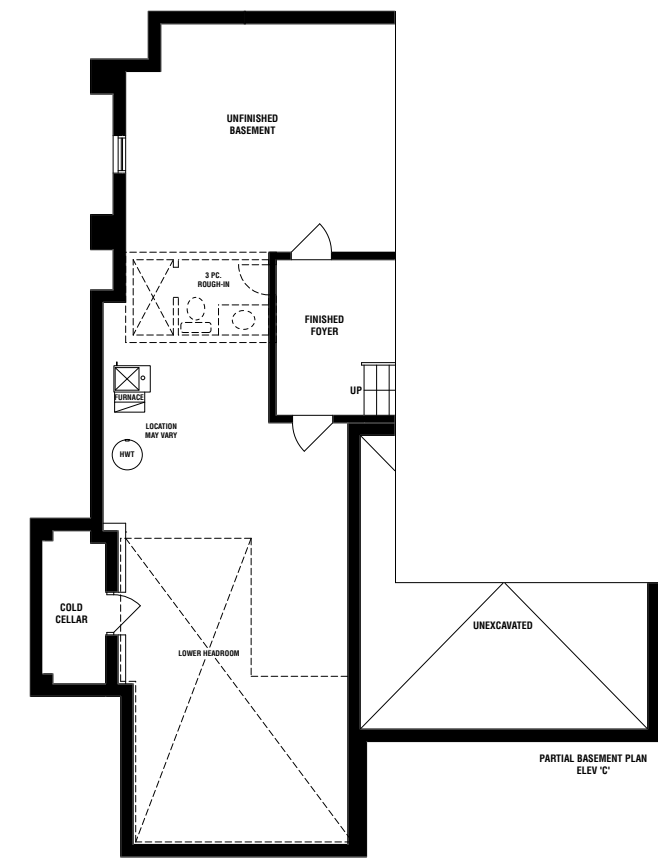 UNFINISHED
BASEMENT
3 PC.
ROUGH-IN
FINISHED
FOYER
UP
FURNACE
LOCATION
MAY VARY
HWT
COLD
CELLAR
LOWER HEADROOM
UNEXCAVATED
PARTIAL BASEMENT PLAN
ELEV 'C'